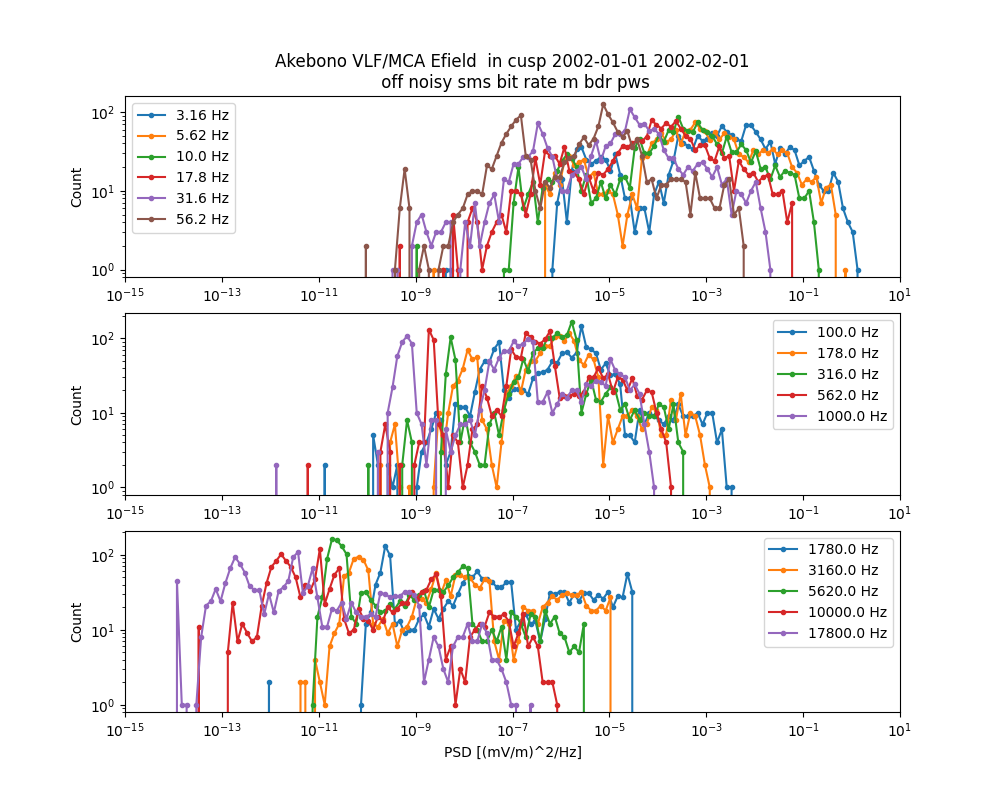 Akebono VLF/MCA Efield  in cusp 2002-01-01 2002-02-01
off noisy sms bit rate m bdr pws
Count
10^2
10^1
10^0
3.16 Hz
5.62 Hz
10.0 Hz
17.8 Hz
31.6 Hz
56.2 Hz
10^−15 10^−13 10^−11 10^−9 10^−7 10^−5 10^−3 10^−1 10^1
Count
10^2
10^1
10^0
100.0 Hz
178.0 Hz
316.0 Hz
562.0 Hz
1000.0 Hz
10^−15 10^−13 10^−11 10^−9 10^−7 10^−5 10^−3 10^−1 10^1
Count
10^2
10^1
10^0
1780.0 Hz
3160.0 Hz
5620.0 Hz
10000.0 Hz
17800.0 Hz
10^−15 10^−13 10^−11 10^−9 10^−7 10^−5 10^−3 10^−1 10^1
PSD [(mV/m)^2/Hz]